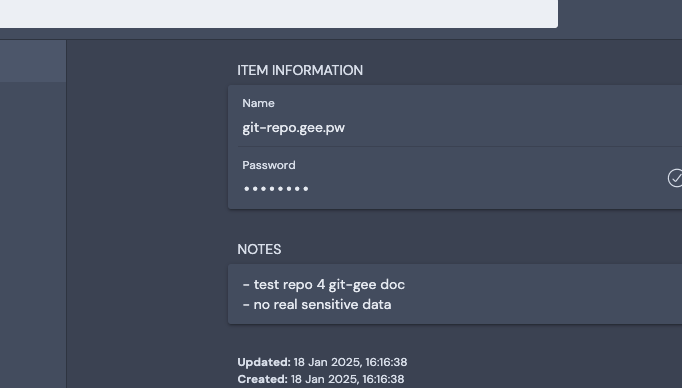 ITEM INFORMATION
Name
git-repo.gee.pw
Password
••••••••
NOTES
- test repo 4 git-gee doc
- no real sensitive data
Updated: 18 Jan 2025, 16:16:38
Created: 18 Jan 2025, 16:16:38